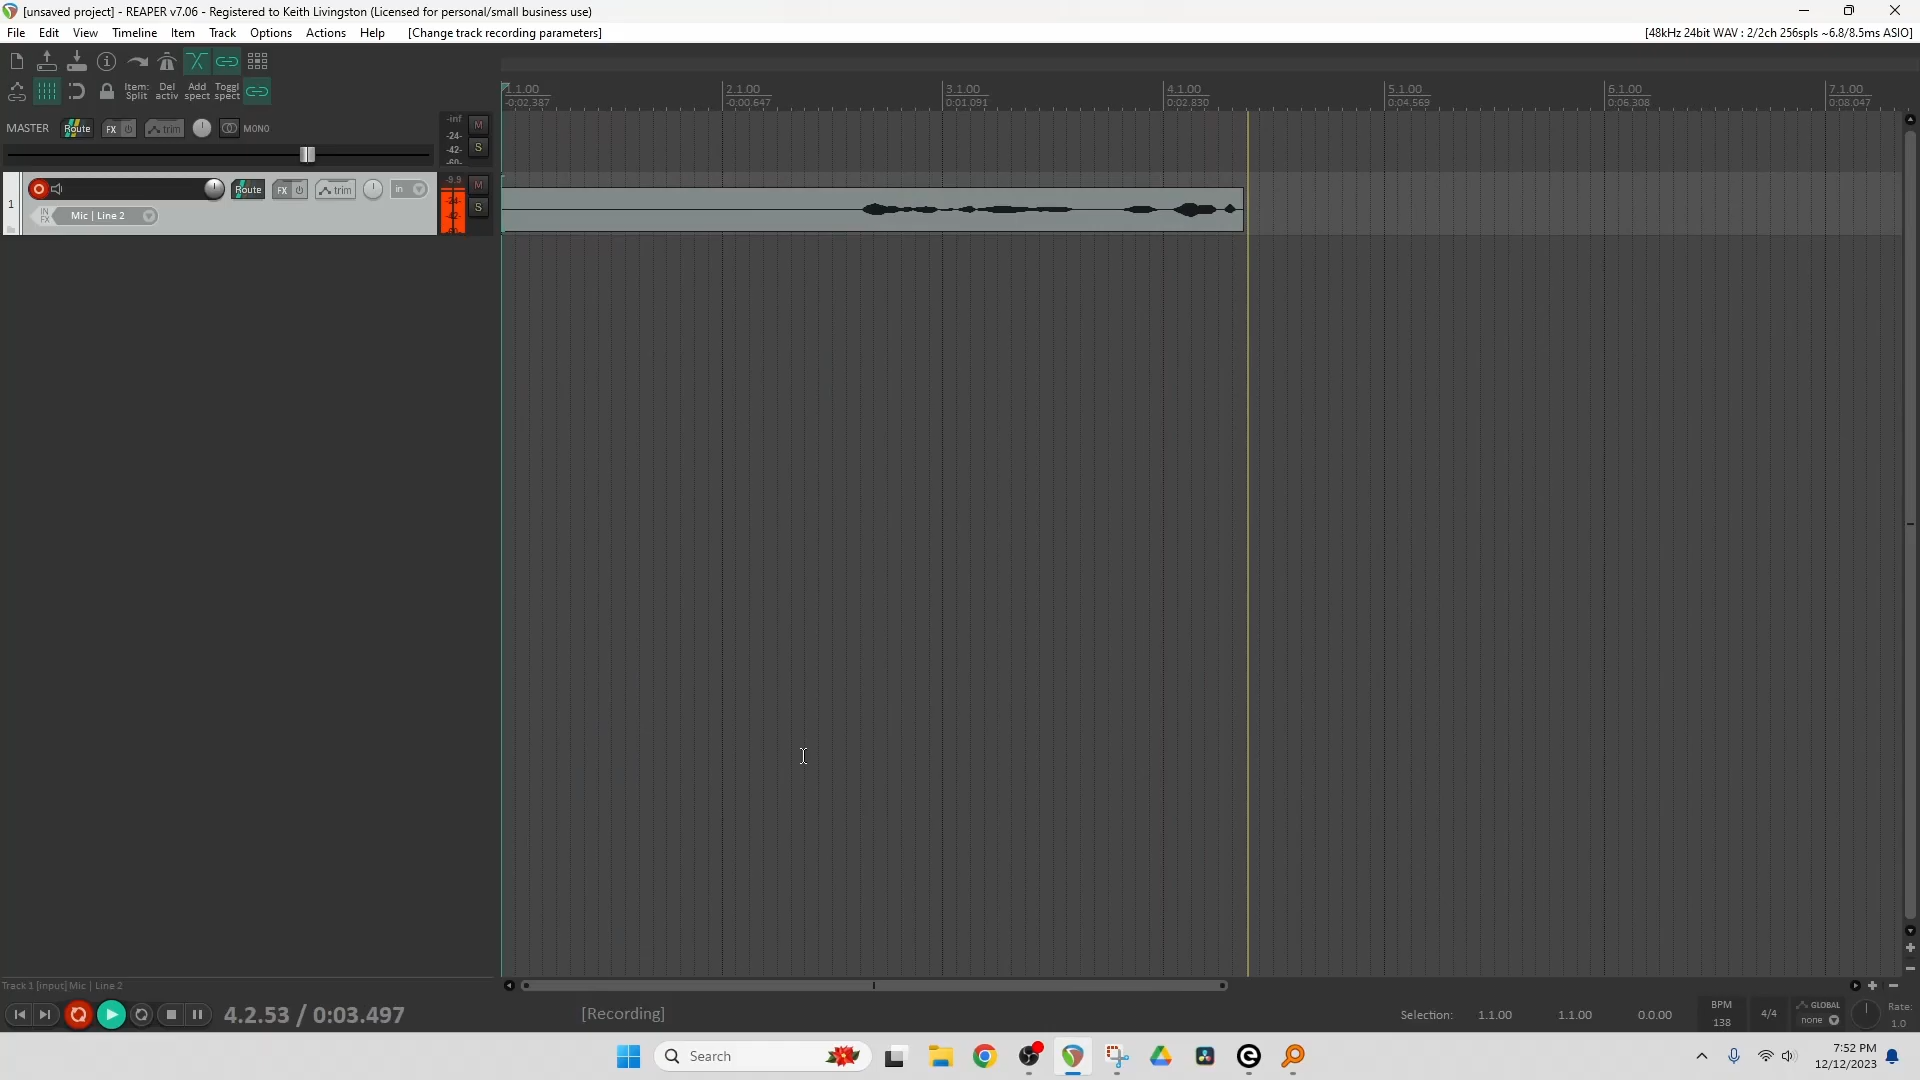 [unsaved project] - REAPER v7.06 - Registered to Keith Livingston (Licensed for personal/small business use)
File Edit View Timeline Item Track Options Actions Help [Change track recording parameters] [48kHz 24bit WAV : 2/2ch 256spls ~6.8/8.5ms ASIO]
Item: Split Del activ Add spect Toggl spect
1.1.00 2.1.00 3.1.00 4.1.00 5.1.00 6.1.00 7.1.00
-0:02.387 -0:00.647 0:01.091 0:02.830 0:04.569 0:06.308 0:08.047
MASTER Route FX trim MONO
-inf M
-24-
-42- S
-60-
1 Route FX trim in -9.9 M
-24-
-42- S
IN FX Mic | Line 2
Track 1 [input] Mic | Line 2
4.2.53 / 0:03.497 [Recording] Selection: 1.1.00 1.1.00 0.0.00 BPM 138 4/4 GLOBAL none Rate: 1.0
Search
7:52 PM
12/12/2023